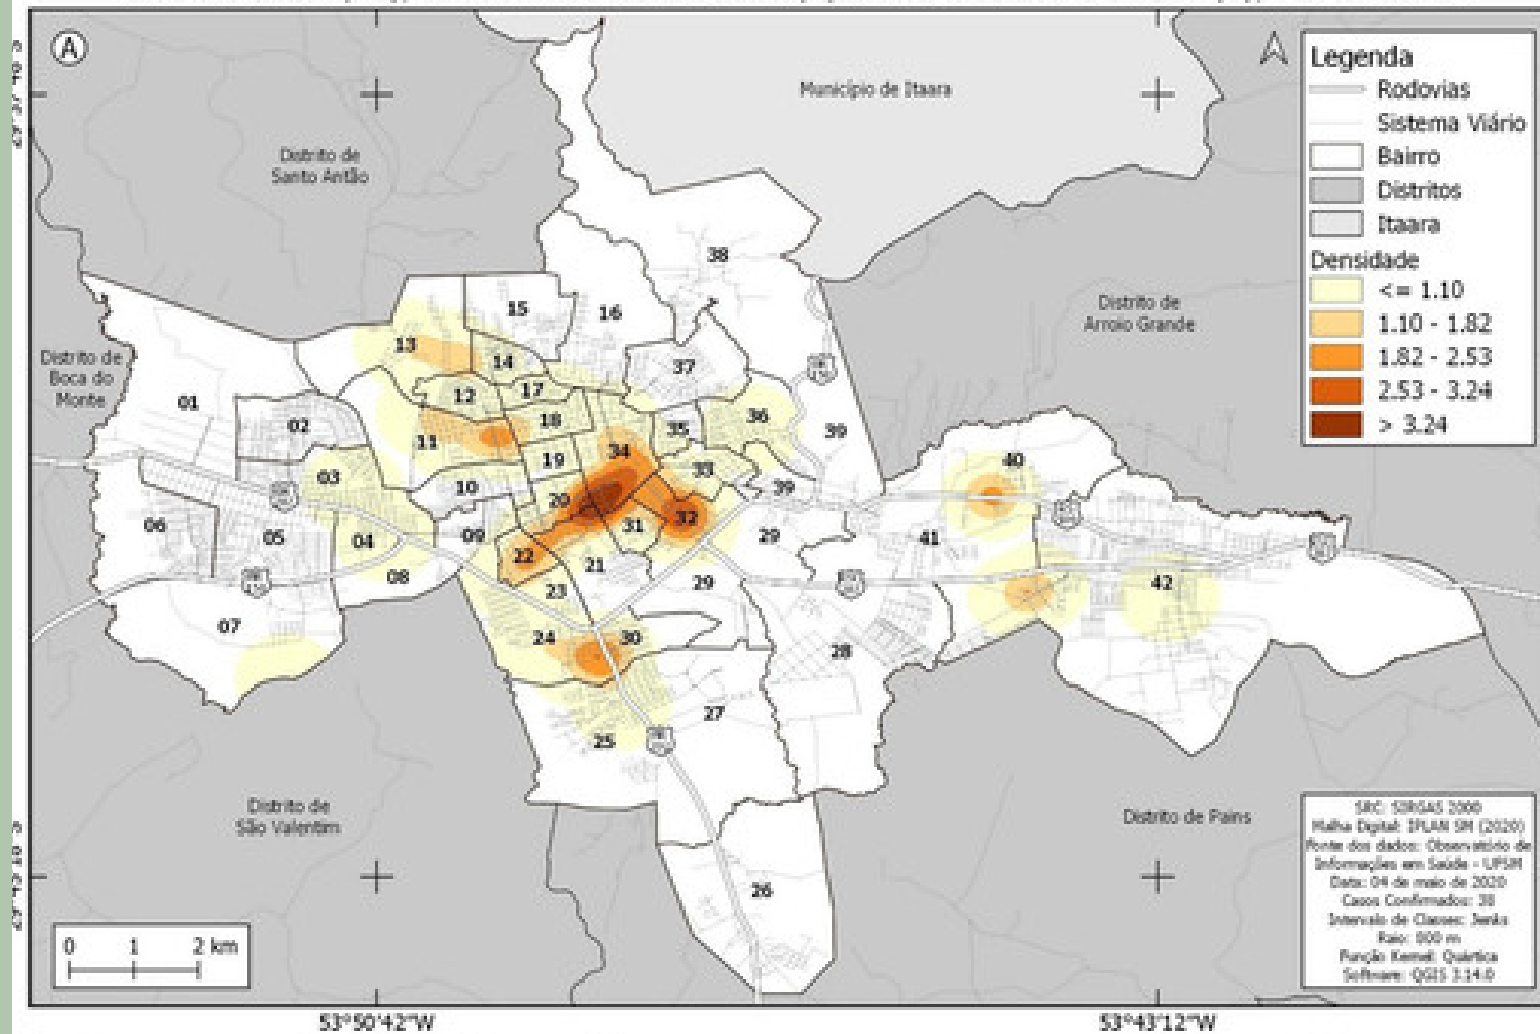 A
Município de Itaara
Distrito de
Santo Antão
Distrito de
Arroio Grande
Distrito de
Boca do
Monte
Distrito de
São Valentim
Distrito de Pains
38
15
16
13
14
37
12
17
01
02
18
36
11
35
39
34
19
33
40
03
10
20
39
32
06
05
04
09
31
29
41
22
21
08
23
29
42
07
24
30
28
27
25
26
Legenda
Rodovias
Sistema Viário
Bairro
Distritos
Itaara
Densidade
<= 1.10
1.10 - 1.82
1.82 - 2.53
2.53 - 3.24
> 3.24
SRC: SIRGAS 2000
Malha Digital: IPLAN SM (2020)
Fonte dos dados: Observatório de
Informações em Saúde - UFSM
Data: 04 de maio de 2020
Casos Confirmados: 38
Intervalo de Classes: Jenks
Raio: 800 m
Função Kernel: Quártica
Software: QGIS 3.14.0
0 1 2 km
53°50'42"W
53°43'12"W